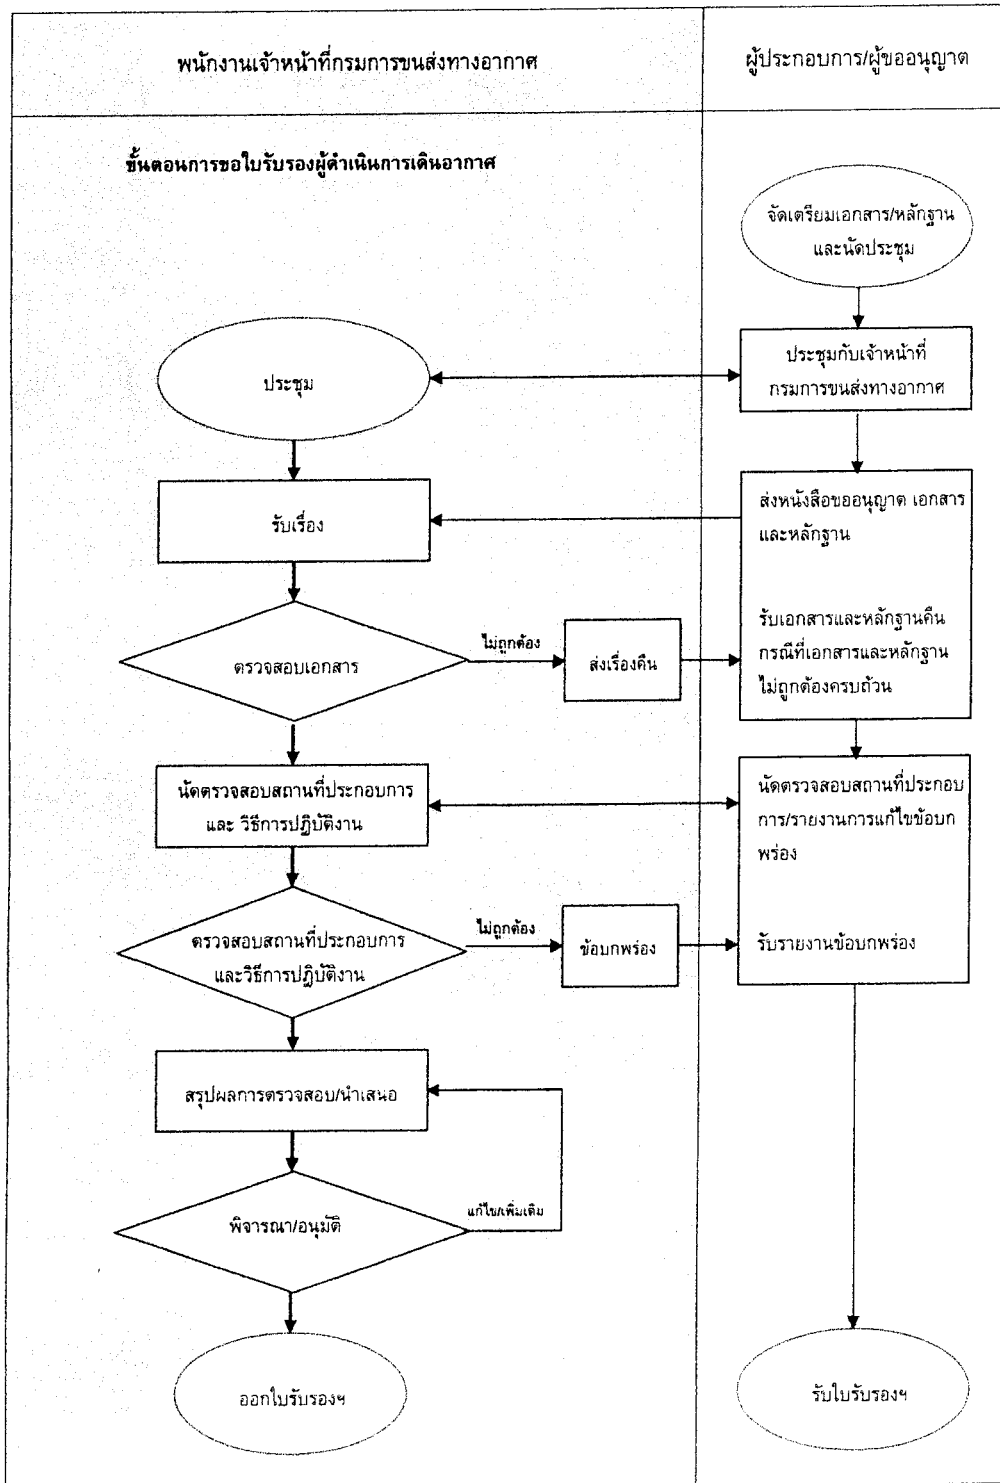 พนักงานเจ้าหน้าที่กรมการขนส่งทางอากาศ
ผู้ประกอบการ/ผู้ขออนุญาต
ขั้นตอนการขอใบรับรองผู้ดำเนินการเดินอากาศ
จัดเตรียมเอกสาร/หลักฐาน
และนัดประชุม
ประชุม
ประชุมกับเจ้าหน้าที่
กรมการขนส่งทางอากาศ
รับเรื่อง
ส่งหนังสือขออนุญาต เอกสาร
และหลักฐาน
ตรวจสอบเอกสาร
ไม่ถูกต้อง
ส่งเรื่องคืน
รับเอกสารและหลักฐานคืน
กรณีที่เอกสารและหลักฐาน
ไม่ถูกต้องครบถ้วน
นัดตรวจสอบสถานที่ประกอบการ
และ วิธีการปฏิบัติงาน
นัดตรวจสอบสถานที่ประกอบ
การ/รายงานการแก้ไขข้อบก
พร่อง
ตรวจสอบสถานที่ประกอบการ
และวิธีการปฏิบัติงาน
ไม่ถูกต้อง
ข้อบกพร่อง
รับรายงานข้อบกพร่อง
สรุปผลการตรวจสอบ/นำเสนอ
พิจารณา/อนุมัติ
แก้ไข/เพิ่มเติม
ออกใบรับรองฯ
รับใบรับรองฯ